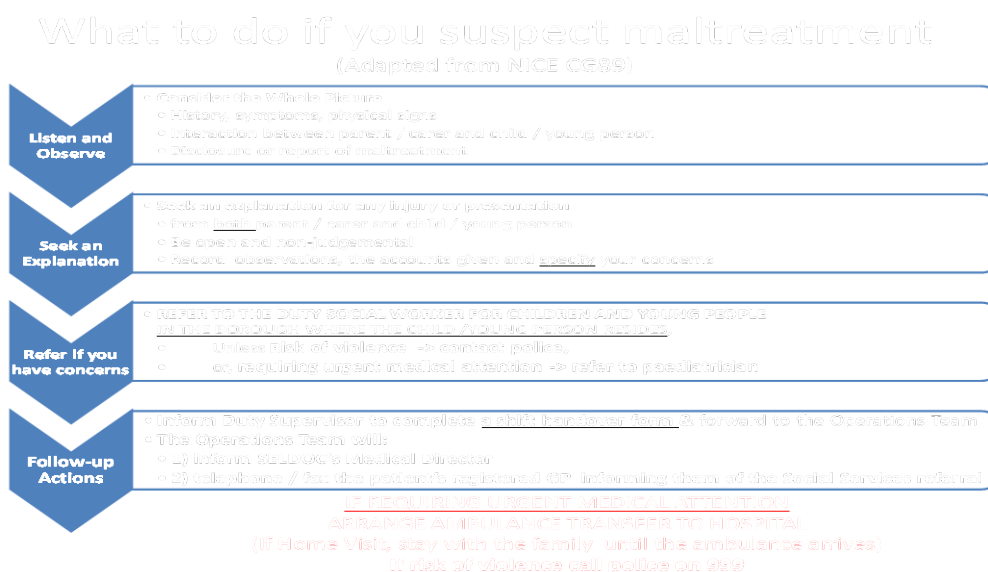 What to do if you suspect maltreatment
(Adapted from NICE CG89)
Listen and
Observe
• Consider the Whole Picture
• History, symptoms, physical signs
• Interaction between parent / carer and child / young person
• Disclosure or report of maltreatment
Seek an
Explanation
• Seek an explanation for any injury or presentation
• from both parent / carer and child / young person
• Be open and non-judgemental
• Record observations, the accounts given and specify your concerns
Refer if you
have concerns
• REFER TO THE DUTY SOCIAL WORKER FOR CHILDREN AND YOUNG PEOPLE
IN THE BOROUGH WHERE THE CHILD /YOUNG PERSON RESIDES.
• Unless Risk of violence -> contact police,
• or, requiring urgent medical attention -> refer to paediatrician
Follow-up
Actions
• Inform Duty Supervisor to complete a shift handover form & forward to the Operations Team
• The Operations Team will:
• 1) Inform SELDOC's Medical Director
• 2) telephone / fax the patient's registered GP informing them of the Social Services referral
IF REQUIRING URGENT MEDICAL ATTENTION
ARRANGE AMBULANCE TRANSFER TO HOSPITAL
(If Home Visit, stay with the family until the ambulance arrives)
If risk of violence call police on 999